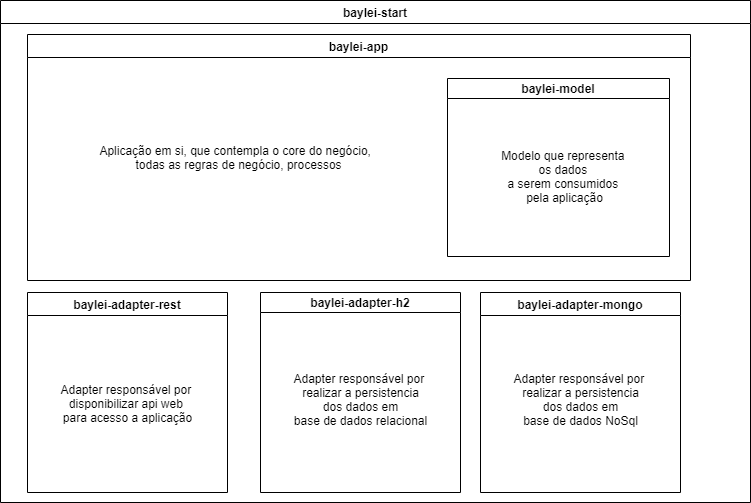 baylei-start
baylei-app
baylei-model
Aplicação em si, que contempla o core do negócio,
todas as regras de negócio, processos
Modelo que representa
os dados
a serem consumidos
pela aplicação
baylei-adapter-rest
Adapter responsável por
disponibilizar api web
para acesso a aplicação
baylei-adapter-h2
Adapter responsável por
realizar a persistencia
dos dados em
base de dados relacional
baylei-adapter-mongo
Adapter responsável por
realizar a persistencia
dos dados em
base de dados NoSql